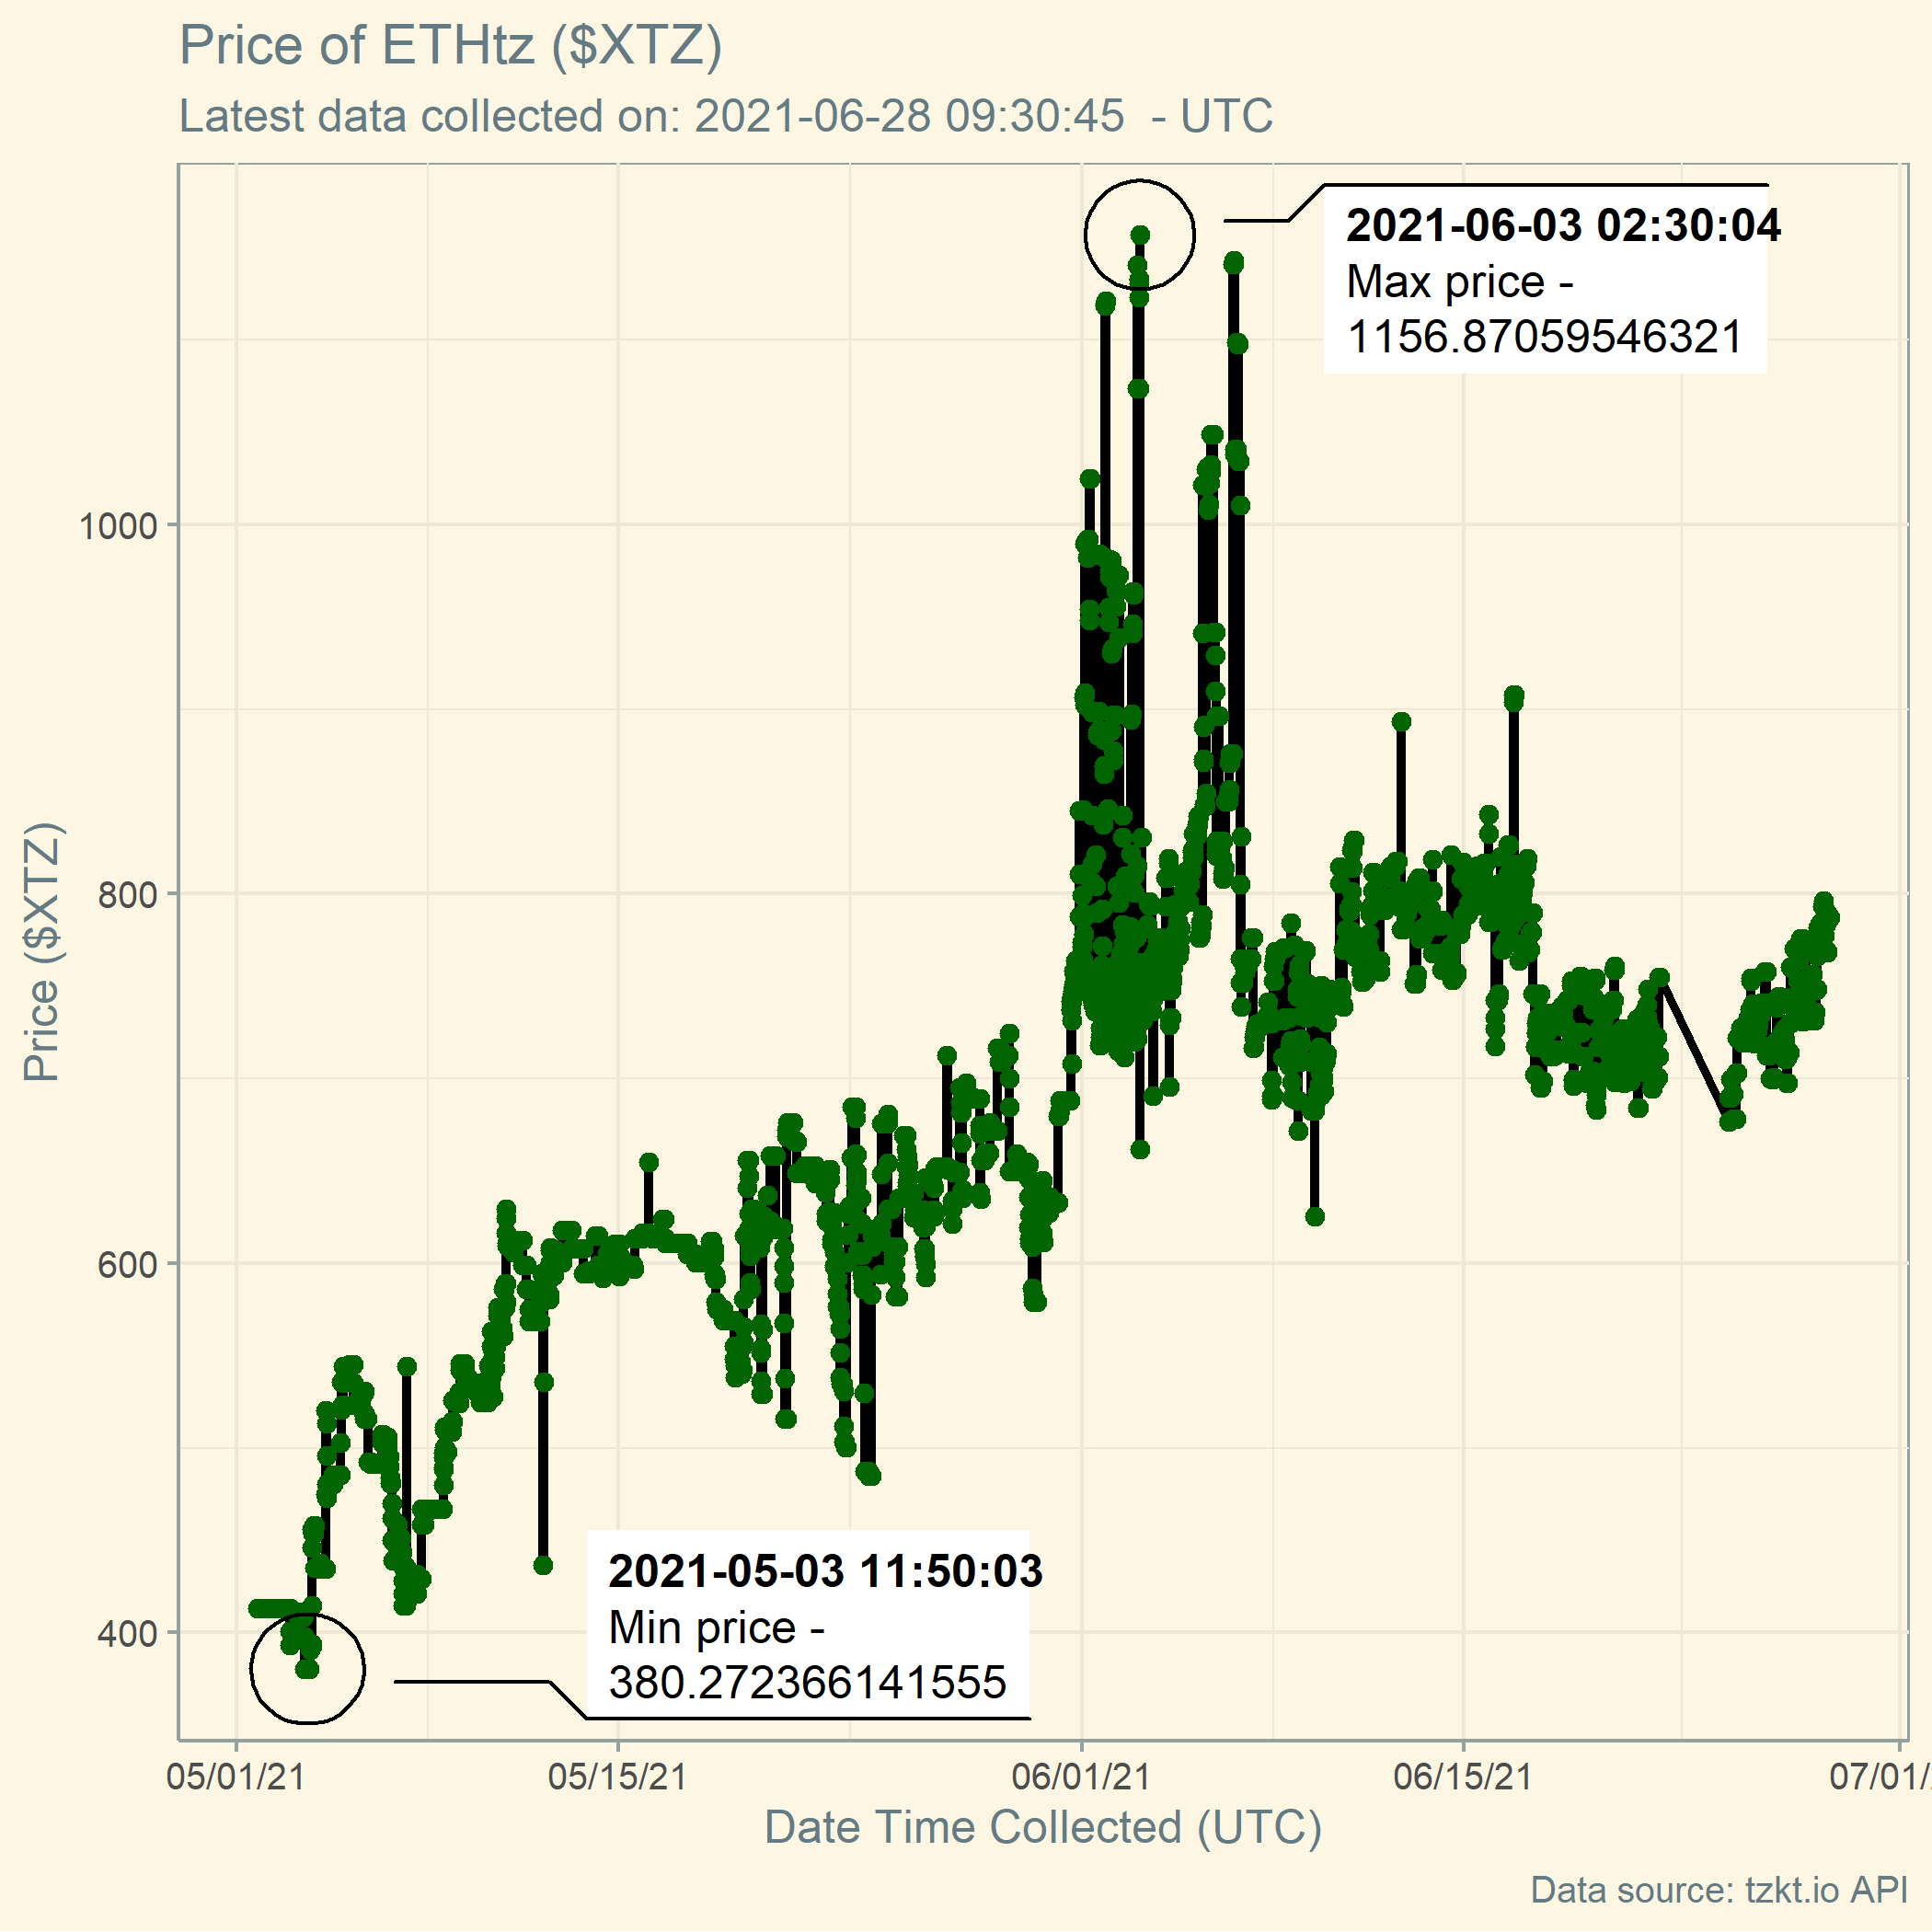 Price of ETHtz ($XTZ)
Latest data collected on: 2021-06-28 09:30:45  - UTC
2021-06-03 02:30:04
Max price -
1156.87059546321
1000
800
600
400
Price ($XTZ)
2021-05-03 11:50:03
Min price -
380.272366141555
05/01/21 05/15/21 06/01/21 06/15/21 07/01/
Date Time Collected (UTC)
Data source: tzkt.io API